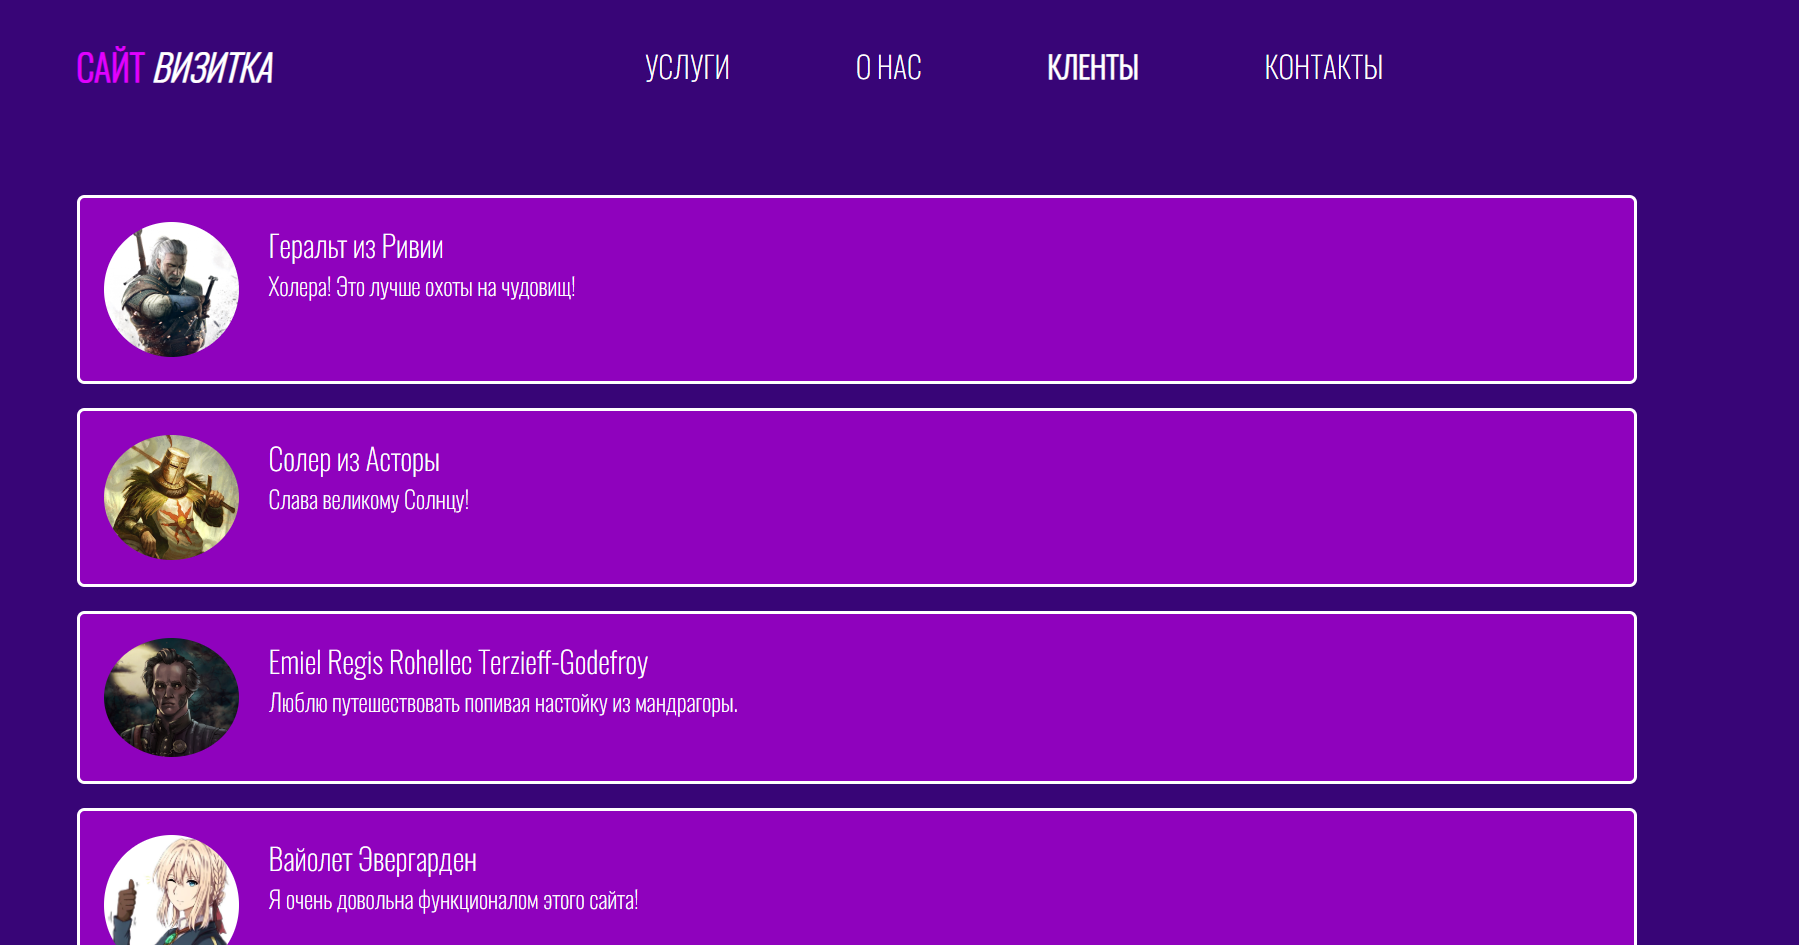 САЙТ ВИЗИТКА
УСЛУГИ
О НАС
КЛЕНТЫ
КОНТАКТЫ
Геральт из Ривии
Холера! Это лучше охоты на чудовищ!
Солер из Асторы
Слава великому Солнцу!
Emiel Regis Rohellec Terzieff-Godefroy
Люблю путешествовать попивая настойку из мандрагоры.
Вайолет Эвергарден
Я очень довольна функционалом этого сайта!